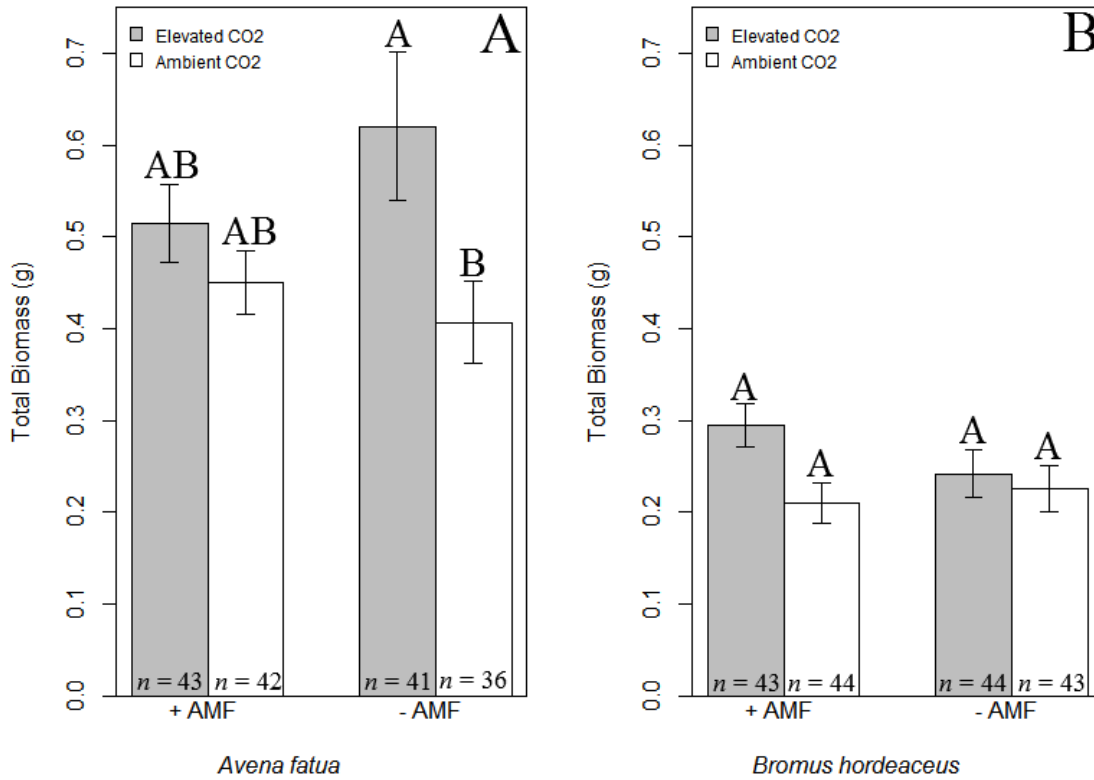 A
Elevated CO2
Ambient CO2
Total Biomass (g)
0.7
0.6
0.5
0.4
0.3
0.2
0.1
0.0
AB
AB
A
B
n = 43
n = 42
n = 41
n = 36
+ AMF
- AMF
Avena fatua
B
Elevated CO2
Ambient CO2
Total Biomass (g)
0.7
0.6
0.5
0.4
0.3
0.2
0.1
0.0
A
A
A
A
n = 43
n = 44
n = 44
n = 43
+ AMF
- AMF
Bromus hordeaceus